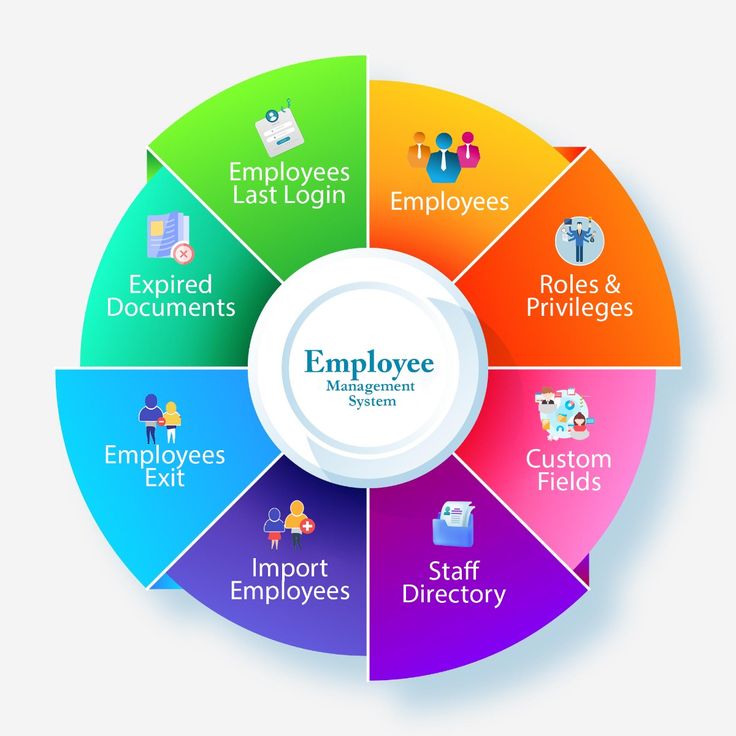 Employees
Last Login
Employees
Roles &
Privileges
Custom
Fields
Staff
Directory
Import
Employees
Employees
Exit
Expired
Documents
Employee
Management
System